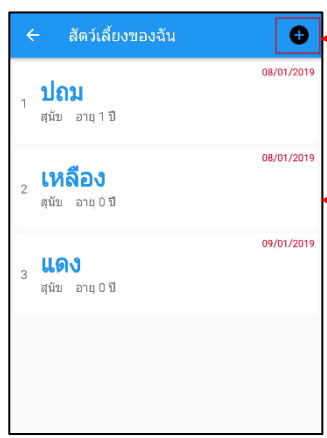 สัตว์เลี้ยงของฉัน
08/01/2019
1 ปถม
สุนัข อายุ 1 ปี
08/01/2019
2 เหลือง
สุนัข อายุ 0 ปี
09/01/2019
3 แดง
สุนัข อายุ 0 ปี